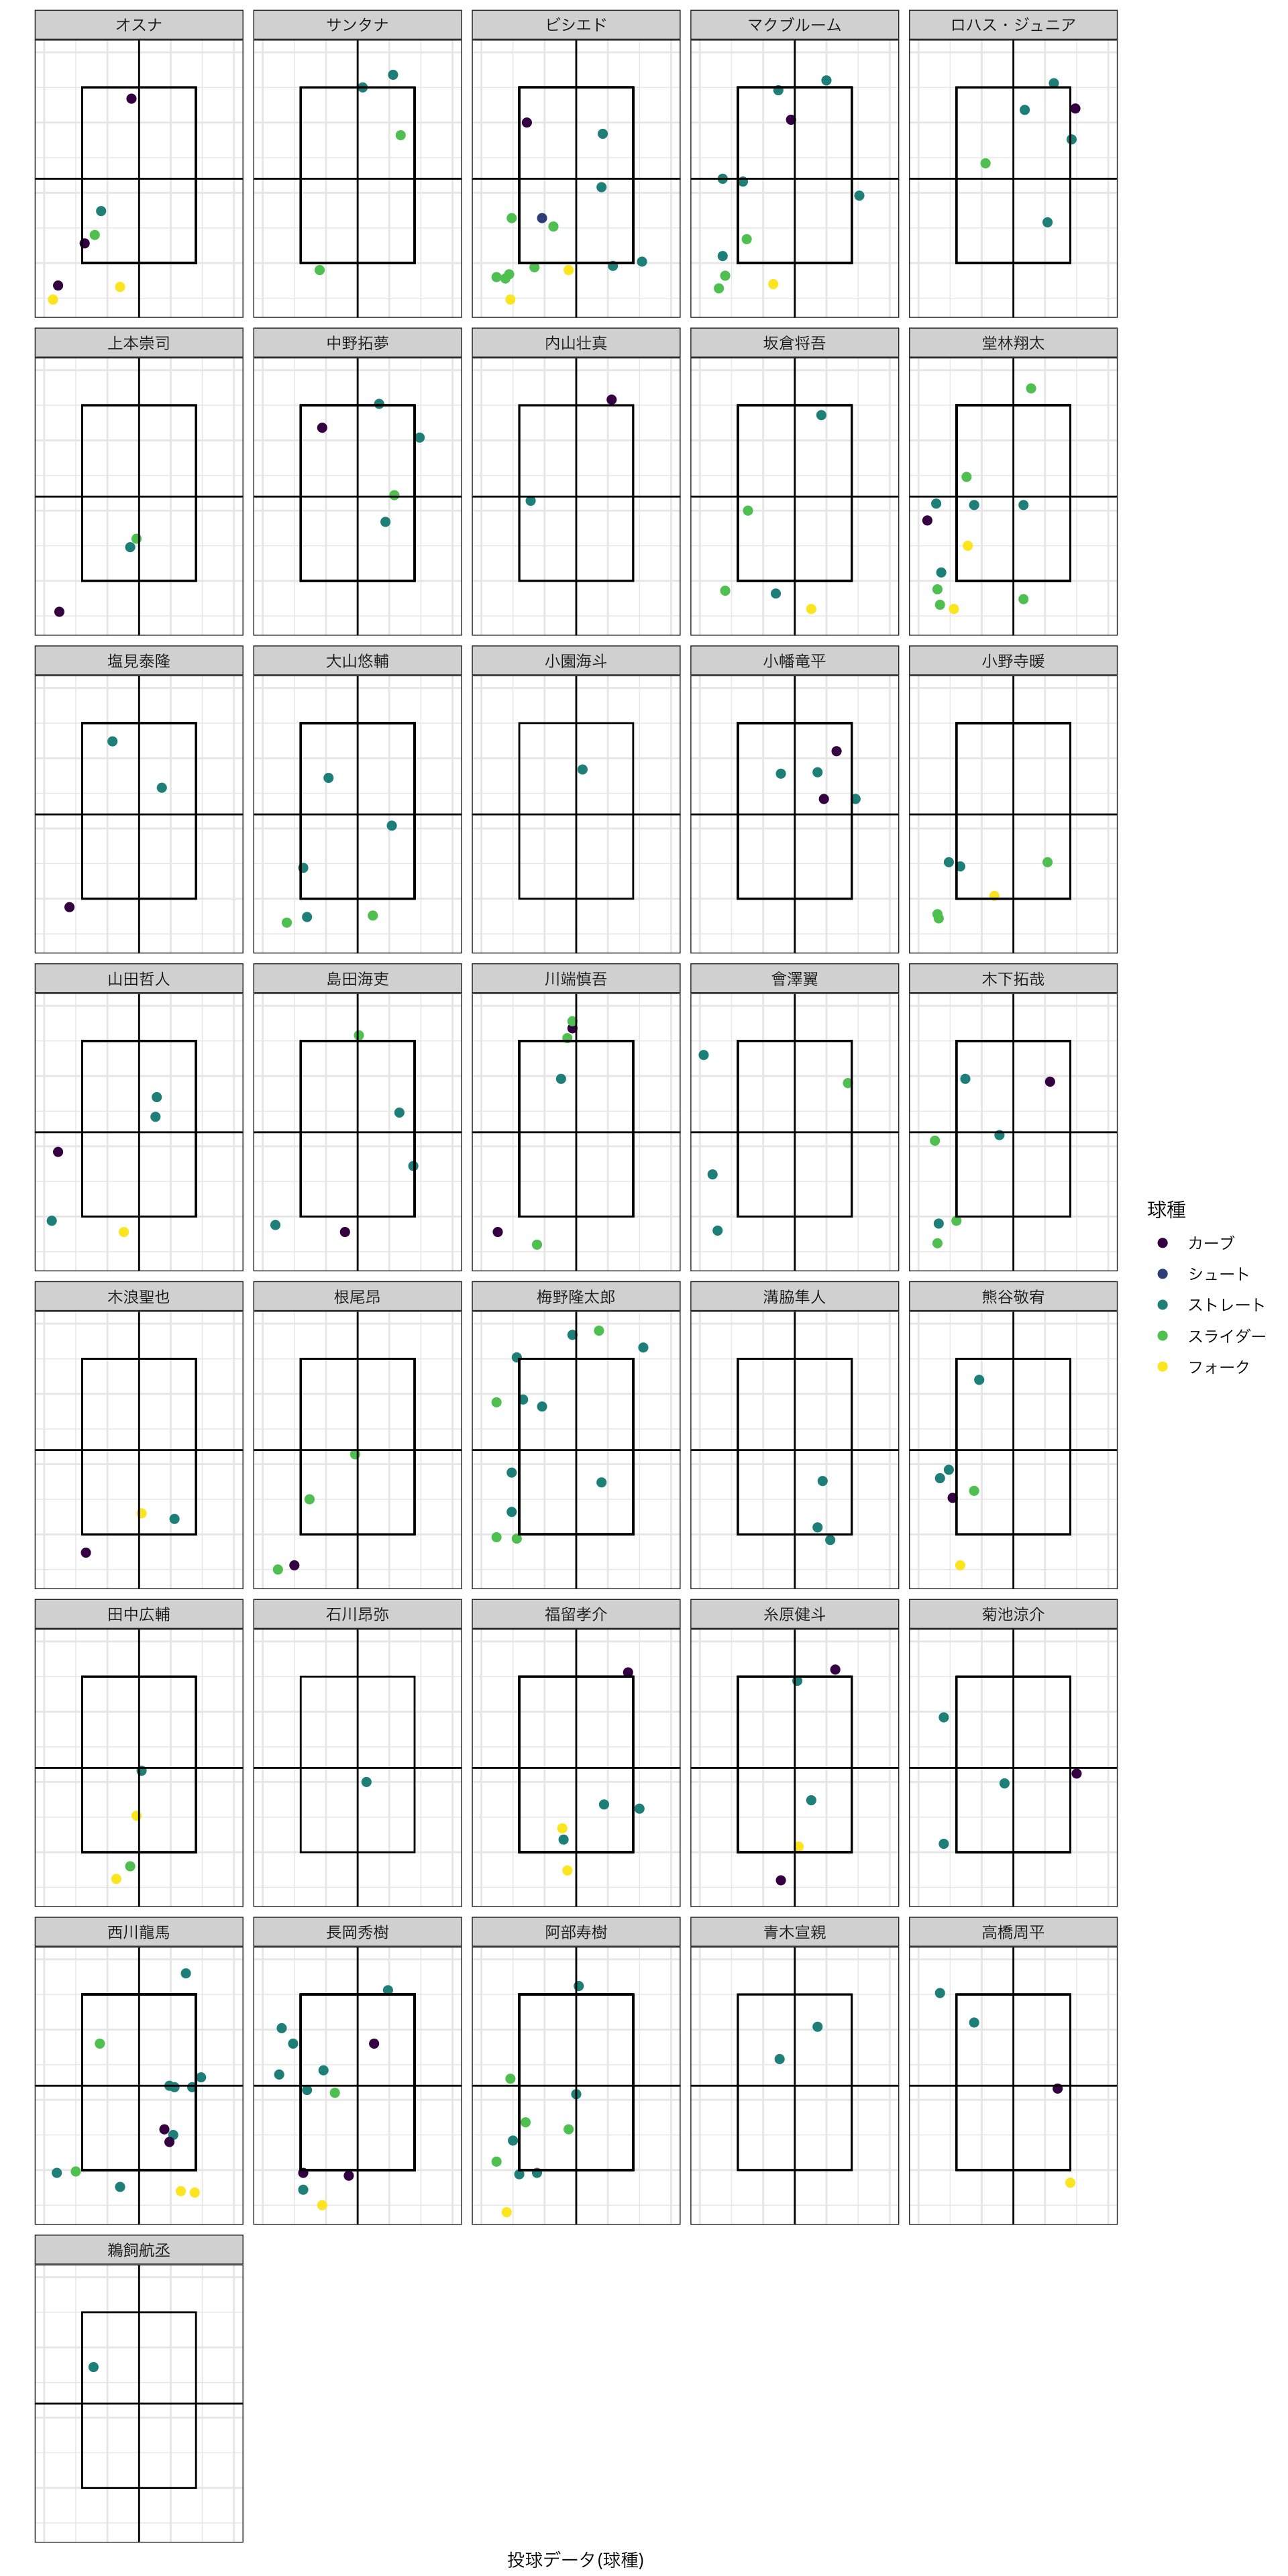 オスナ
サンタナ
ビシエド
マクブルーム
ロハス・ジュニア
上本崇司
中野拓夢
内山壮真
坂倉将吾
堂林翔太
塩見泰隆
大山悠輔
小園海斗
小幡竜平
小野寺暖
山田哲人
島田海吏
川端慎吾
會澤翼
木下拓哉
木浪聖也
根尾昂
梅野隆太郎
溝脇隼人
熊谷敬宥
田中広輔
石川昂弥
福留孝介
糸原健斗
菊池涼介
西川龍馬
長岡秀樹
阿部寿樹
青木宣親
高橋周平
鵜飼航丞
球種
カーブ
シュート
ストレート
スライダー
フォーク
投球データ(球種)